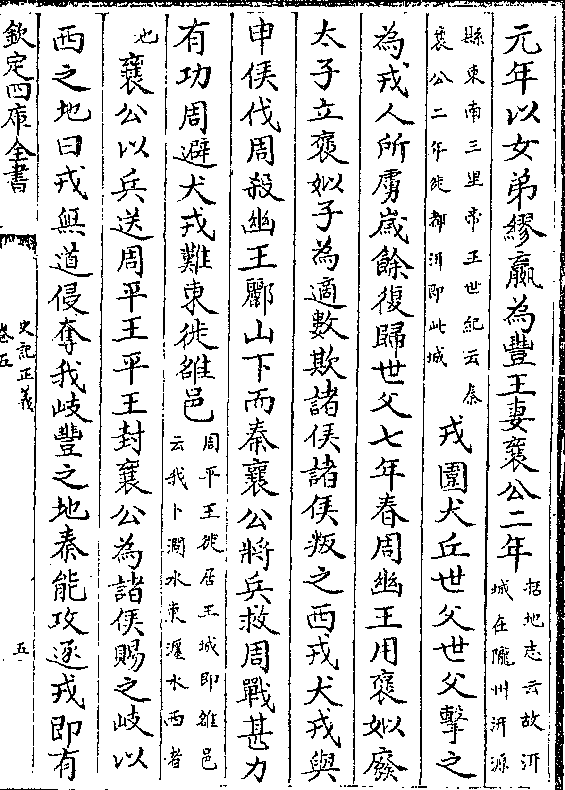 元年以女弟繆嬴為豐王妻襄公二年括地志云故汧城在隴州汧源
縣東南三里帝王世紀云秦襄公二年徙都汧即此城戎圍犬丘世父世父擊之
為戎人所虜歲餘復歸世父七年春周幽王用褒姒廢
太子立褒姒子為適數欺諸侯諸侯叛之西戎犬戎與
申侯伐周殺幽王酈山下而秦襄公將兵救周戰甚力
有功周避犬戎難東徙雒邑周平王徙居王城即雒邑云我卜澗水東瀍水西者
也襄公以兵送周平王平王封襄公為諸侯賜之岐以
西之地曰戎無道侵奪我岐豐之地秦能攻逐戎即有
欽定四庫全書
史記正義
卷五
五